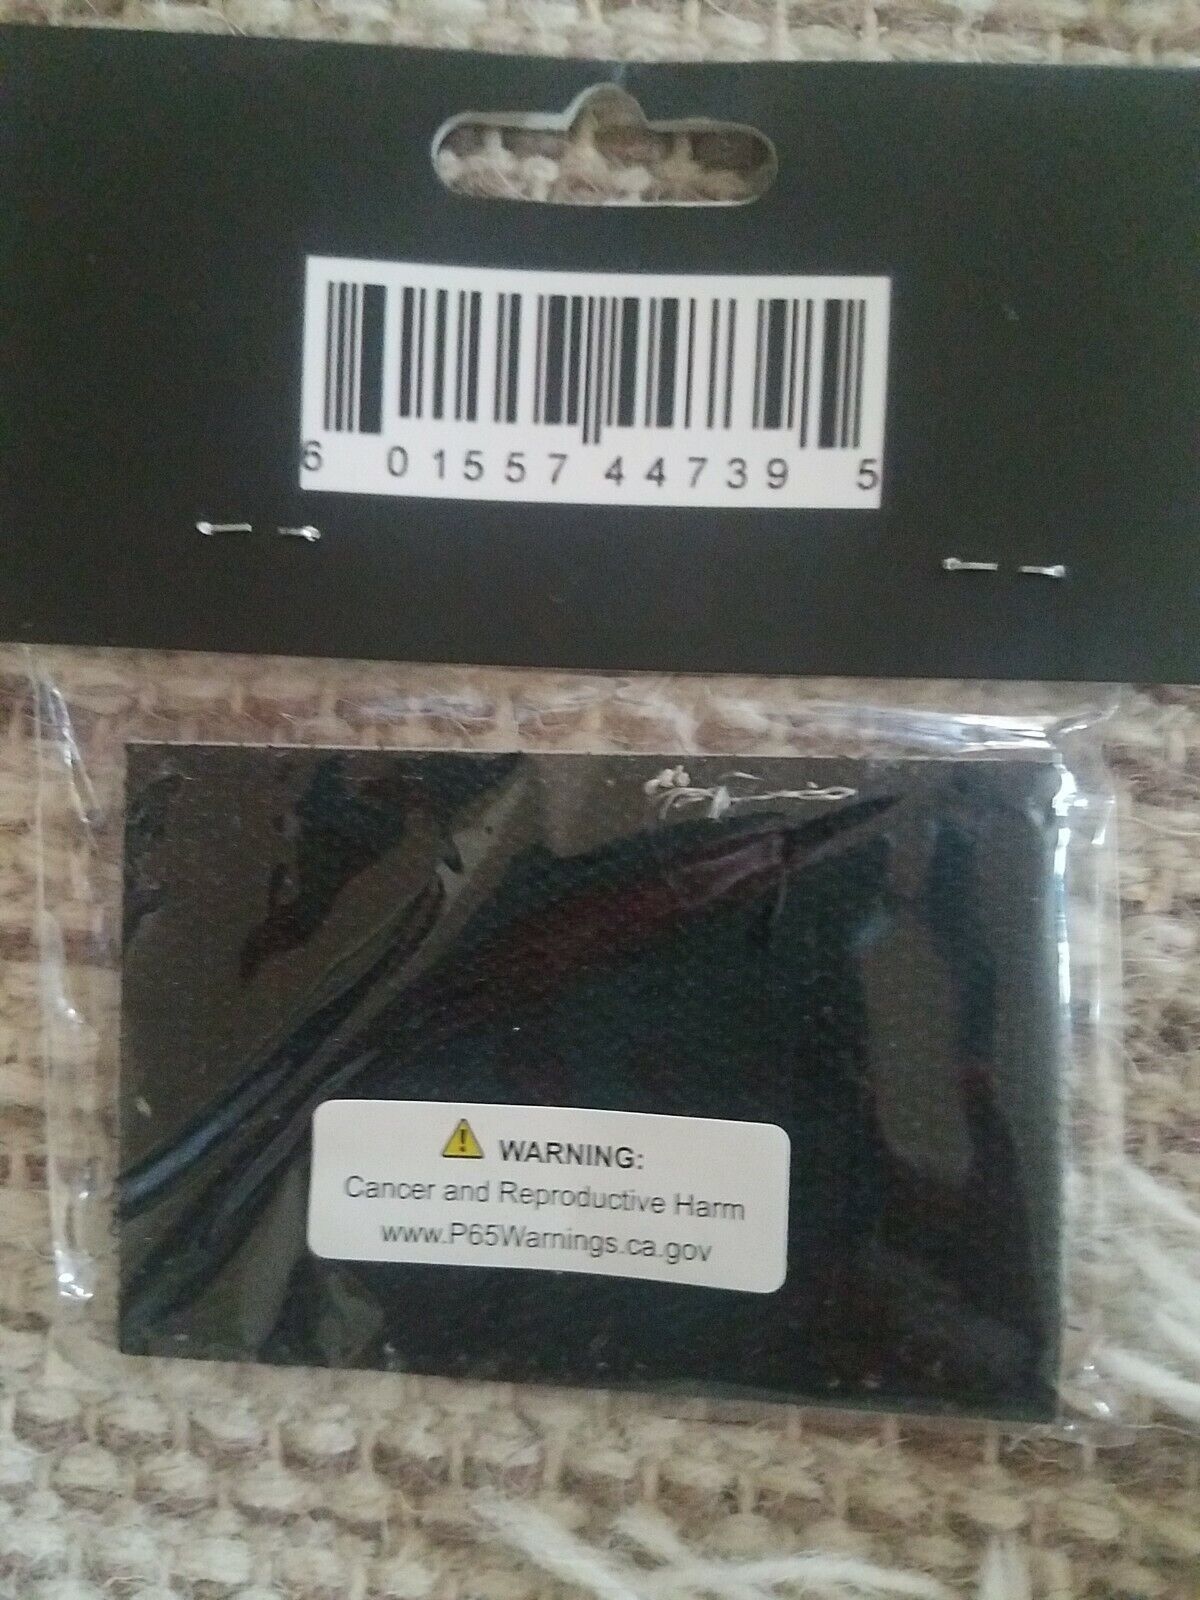 6 01557 44739 5
WARNING:
Cancer and Reproductive Harm
www.P65Warnings.ca.gov